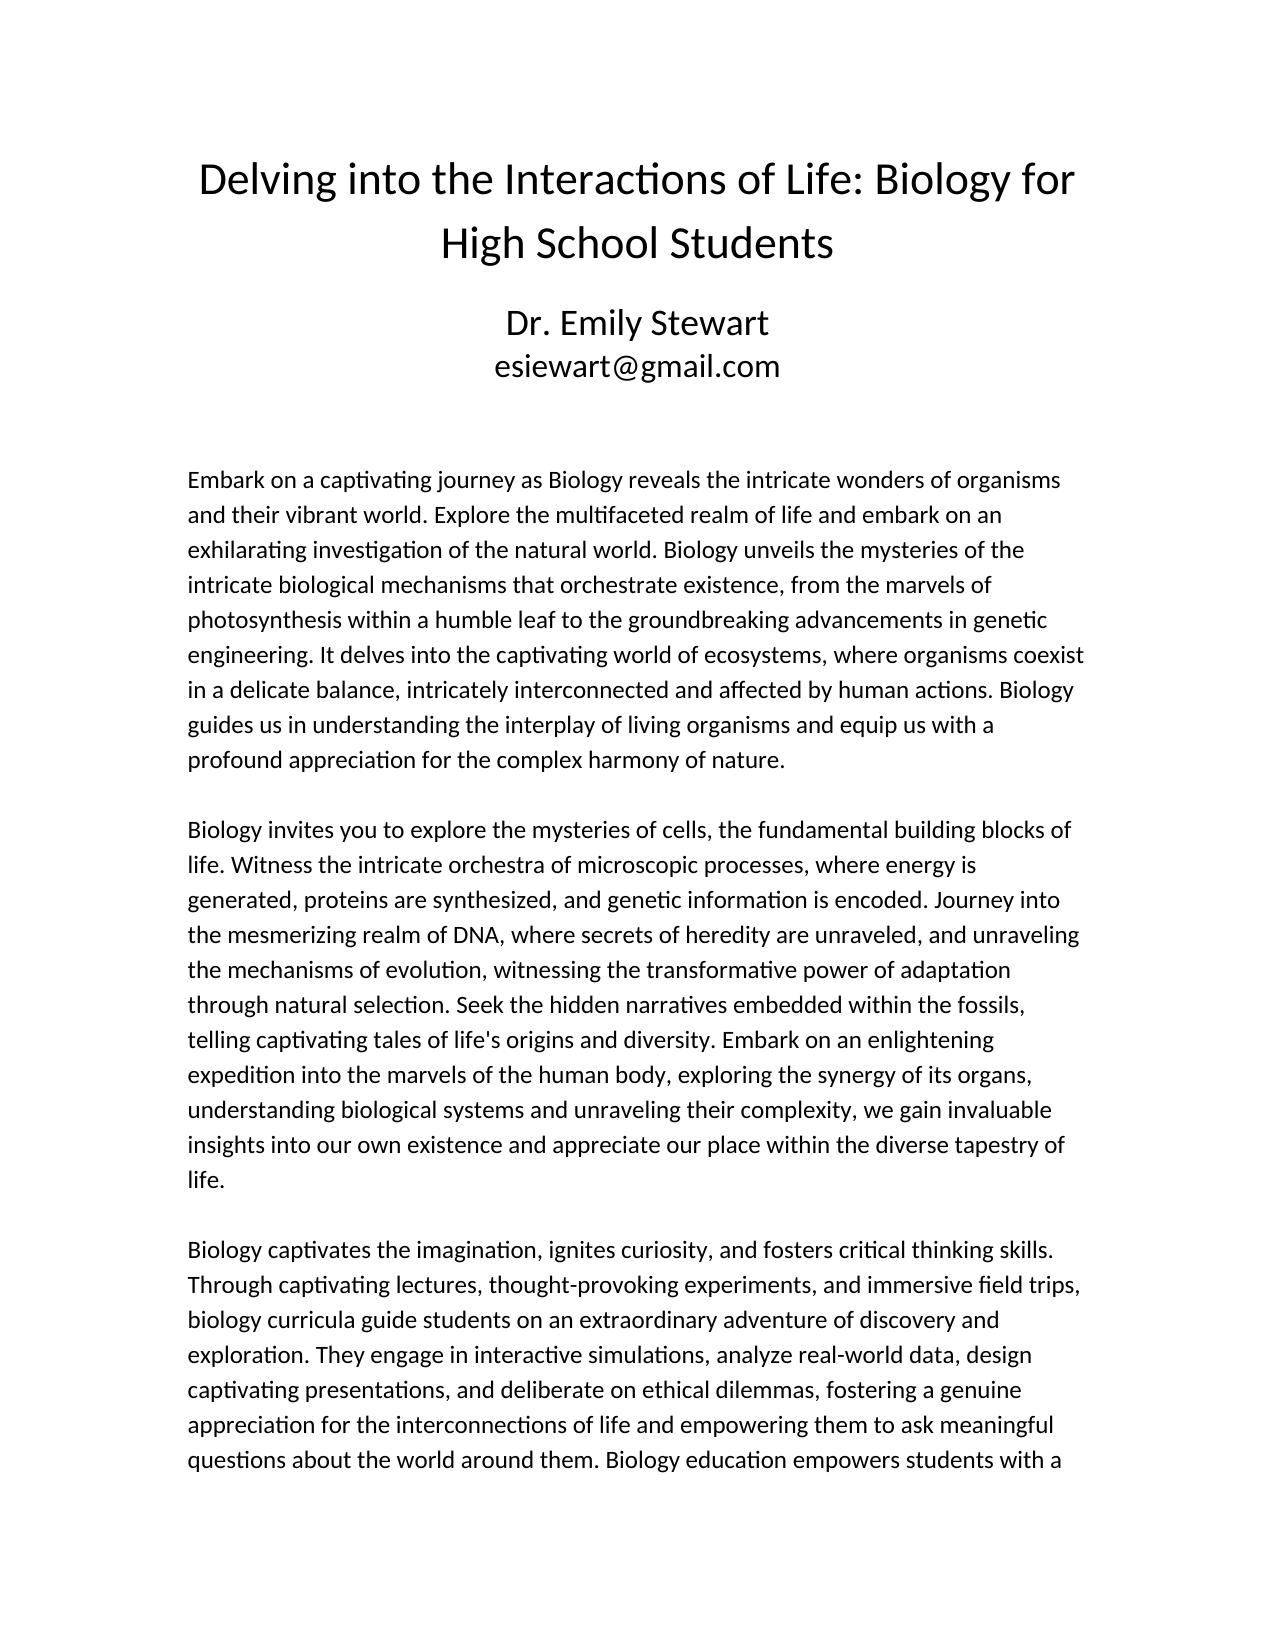 Delving into the Interactions of Life: Biology for
High School Students
Dr. Emily Stewart
esiewart@gmail.com
Embark on a captivating journey as Biology reveals the intricate wonders of organisms
and their vibrant world. Explore the multifaceted realm of life and embark on an
exhilarating investigation of the natural world. Biology unveils the mysteries of the
intricate biological mechanisms that orchestrate existence, from the marvels of
photosynthesis within a humble leaf to the groundbreaking advancements in genetic
engineering. It delves into the captivating world of ecosystems, where organisms coexist
in a delicate balance, intricately interconnected and affected by human actions. Biology
guides us in understanding the interplay of living organisms and equip us with a
profound appreciation for the complex harmony of nature.
Biology invites you to explore the mysteries of cells, the fundamental building blocks of
life. Witness the intricate orchestra of microscopic processes, where energy is
generated, proteins are synthesized, and genetic information is encoded. Journey into
the mesmerizing realm of DNA, where secrets of heredity are unraveled, and unraveling
the mechanisms of evolution, witnessing the transformative power of adaptation
through natural selection. Seek the hidden narratives embedded within the fossils,
telling captivating tales of life's origins and diversity. Embark on an enlightening
expedition into the marvels of the human body, exploring the synergy of its organs,
understanding biological systems and unraveling their complexity, we gain invaluable
insights into our own existence and appreciate our place within the diverse tapestry of
life.
Biology captivates the imagination, ignites curiosity, and fosters critical thinking skills.
Through captivating lectures, thought-provoking experiments, and immersive field trips,
biology curricula guide students on an extraordinary adventure of discovery and
exploration. They engage in interactive simulations, analyze real-world data, design
captivating presentations, and deliberate on ethical dilemmas, fostering a genuine
appreciation for the interconnections of life and empowering them to ask meaningful
questions about the world around them. Biology education empowers students with a